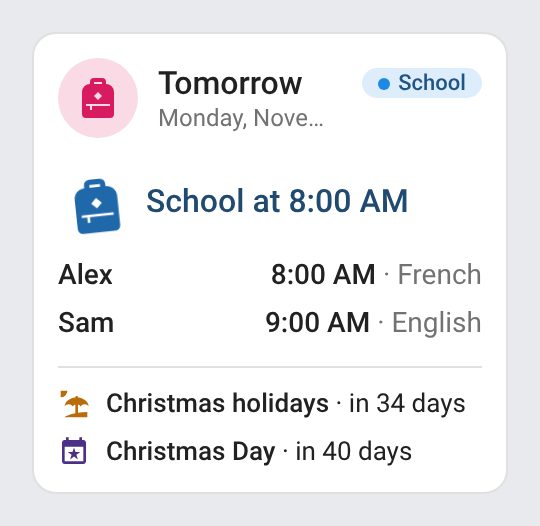 Tomorrow
School
Monday, Nove…
School at 8:00 AM
Alex 8:00 AM · French
Sam 9:00 AM · English
Christmas holidays · in 34 days
Christmas Day · in 40 days